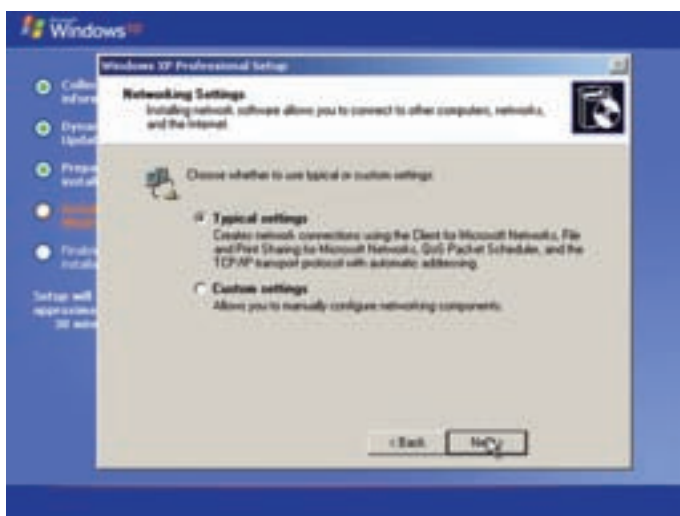 Microsoft
Windows xp
Windows XP Professional Setup
Networking Settings
Installing network software allows you to connect to other computers, networks,
and the Internet.
Choose whether to use typical or custom settings:
Typical settings
Creates network connections using the Client for Microsoft Networks, File
and Print Sharing for Microsoft Networks, QoS Packet Scheduler, and the
TCP/IP transport protocol with automatic addressing.
Custom settings
Allows you to manually configure networking components.
< Back
Setup will